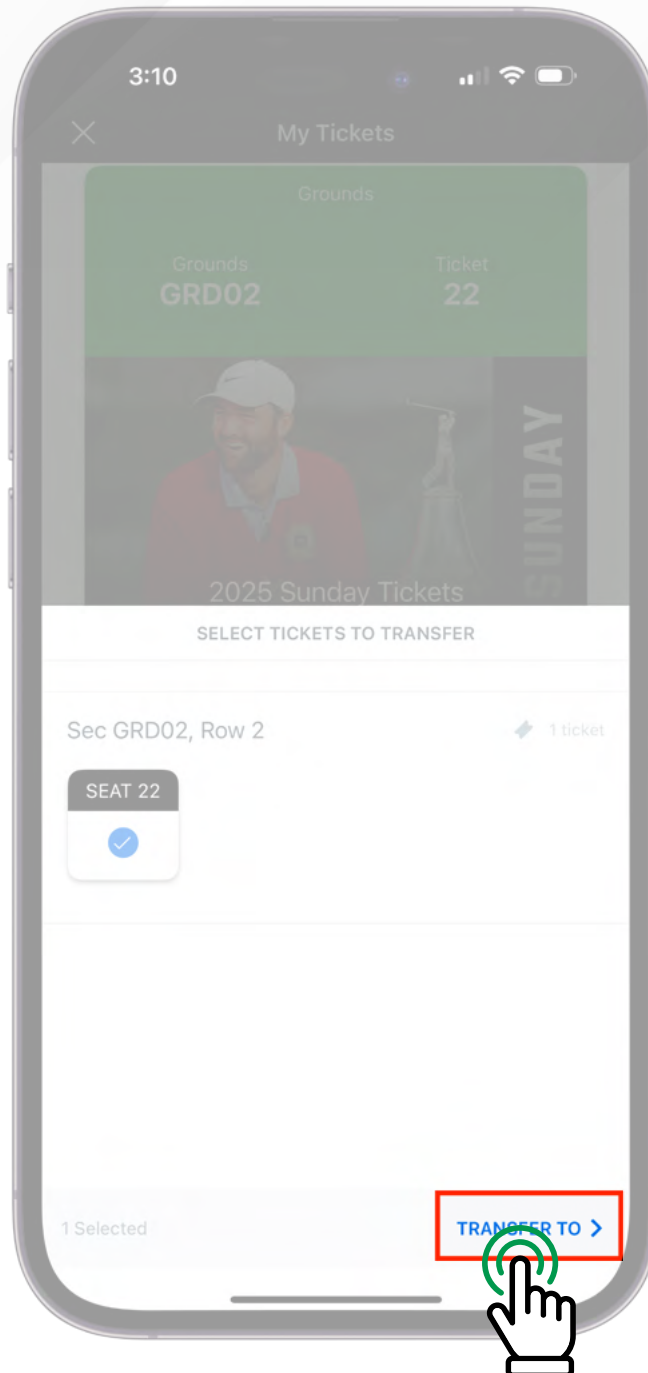 3:10
My Tickets
Grounds
Grounds Ticket
GRD02 22
SUNDAY
2025 Sunday Tickets
SELECT TICKETS TO TRANSFER
Sec GRD02, Row 2 1 ticket
SEAT 22
1 Selected TRANSFER TO